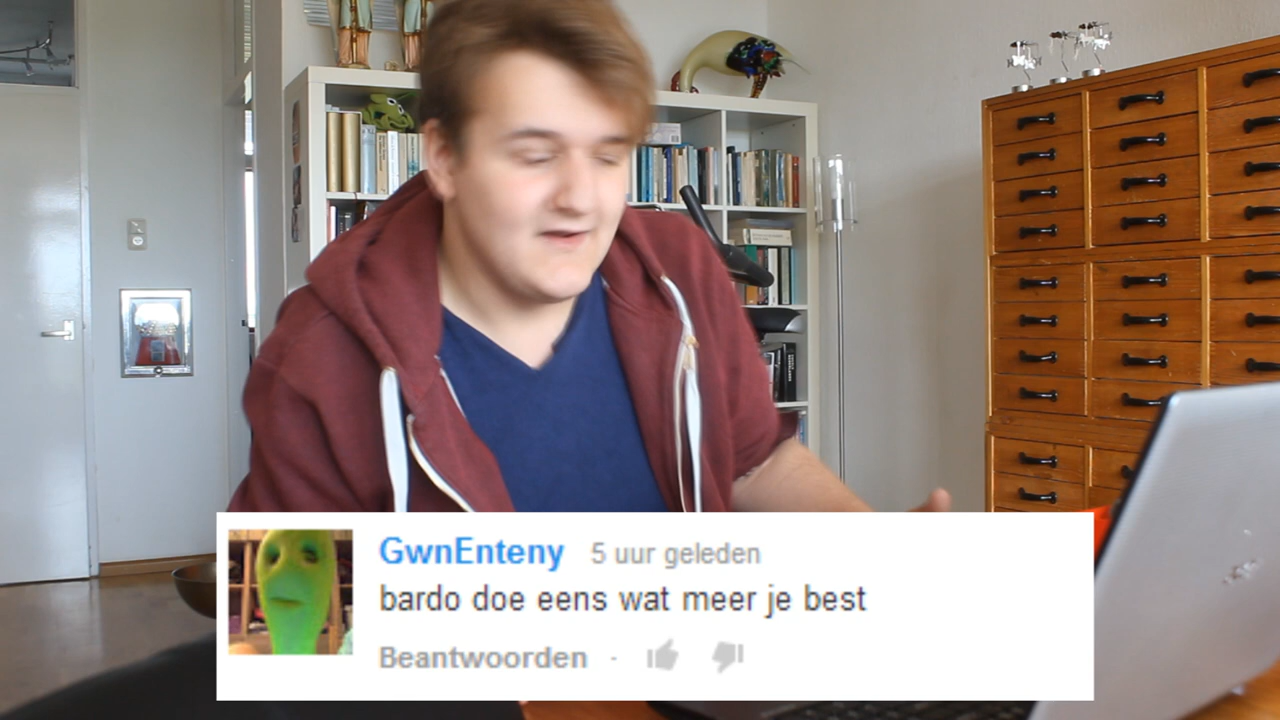 GwnEnteny 5 uur geleden
bardo doe eens wat meer je best
Beantwoorden ·